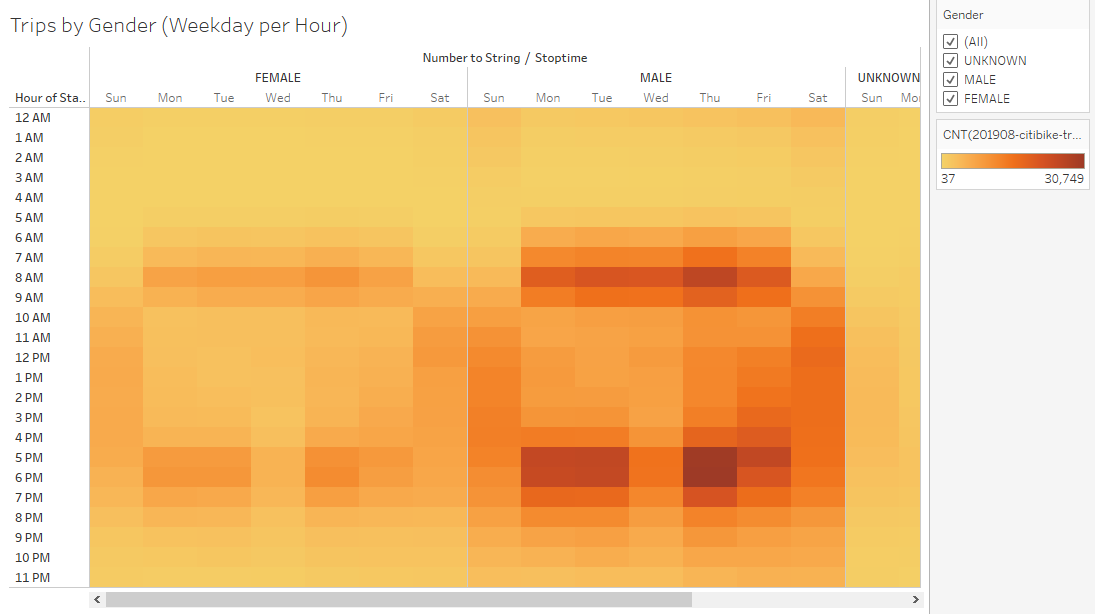 Trips by Gender (Weekday per Hour)
Number to String / Stoptime
FEMALE MALE UNKNOWN
Hour of Sta.. Sun Mon Tue Wed Thu Fri Sat Sun Mon Tue Wed Thu Fri Sat Sun Mo
12 AM
1 AM
2 AM
3 AM
4 AM
5 AM
6 AM
7 AM
8 AM
9 AM
10 AM
11 AM
12 PM
1 PM
2 PM
3 PM
4 PM
5 PM
6 PM
7 PM
8 PM
9 PM
10 PM
11 PM
Gender
(All)
UNKNOWN
MALE
FEMALE
CNT(201908-citibike-tr...
37 30,749